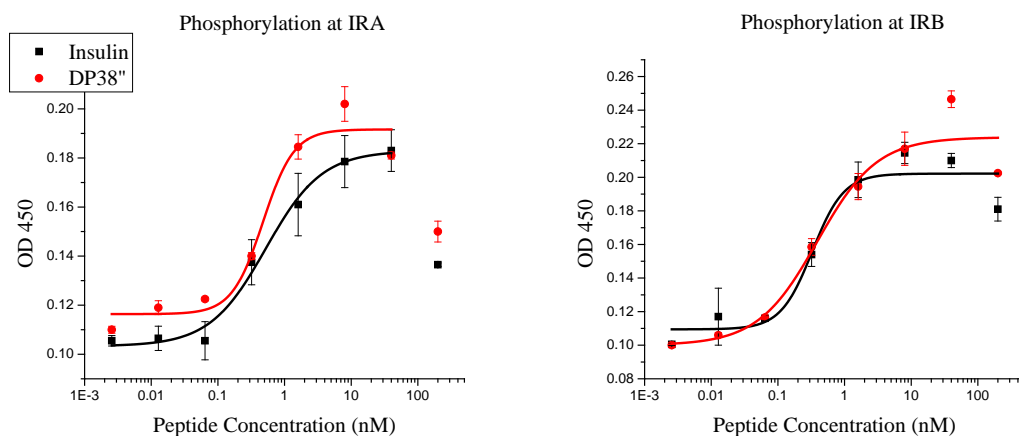 Phosphorylation at IRA
Insulin
DP38"
0.20
0.18
0.16
0.14
0.12
0.10
OD 450
1E-3 0.01 0.1 1 10 100
Peptide Concentration (nM)
Phosphorylation at IRB
0.26
0.24
0.22
0.20
0.18
0.16
0.14
0.12
0.10
0.08
OD 450
1E-3 0.01 0.1 1 10 100
Peptide Concentration (nM)